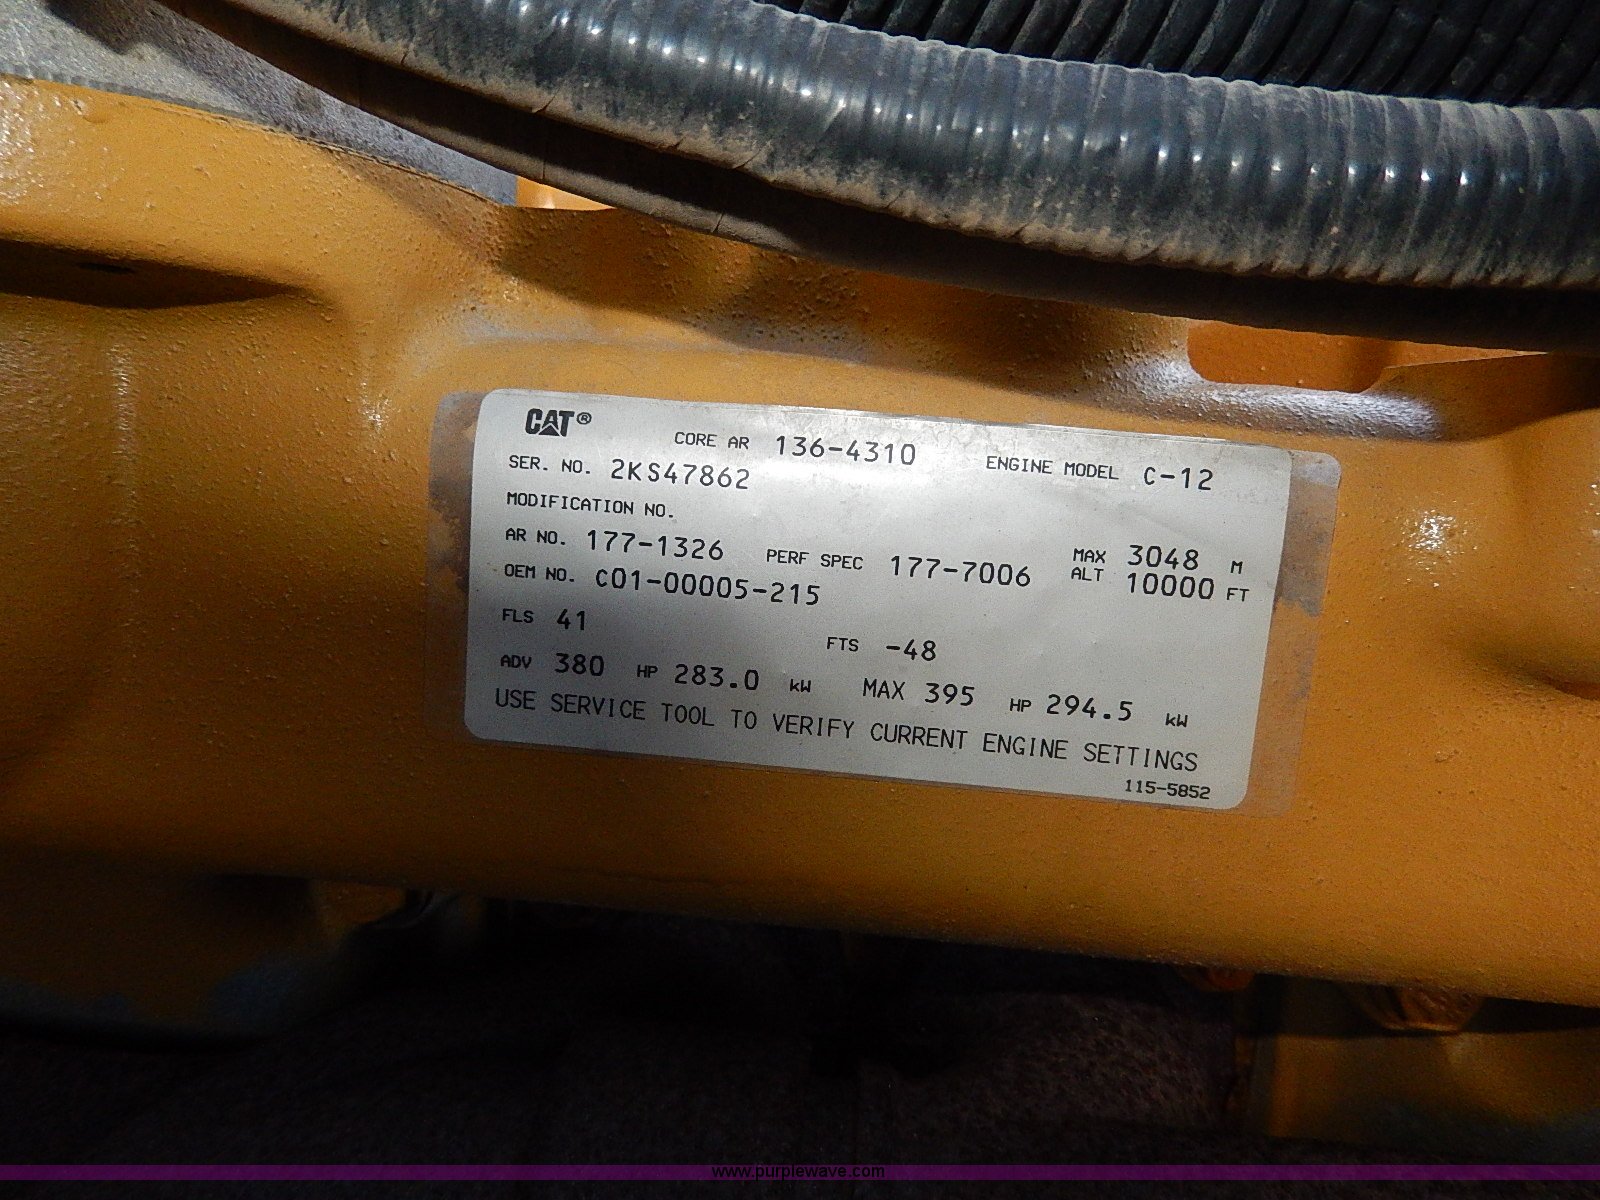 CAT®
CORE AR 136-4310 ENGINE MODEL C-12
SER. NO. 2KS47862
MODIFICATION NO.
AR NO. 177-1326 PERF SPEC 177-7006 MAX ALT 3048 M 10000 FT
OEM NO. C01-00005-215
FLS 41 FTS -48
ADV 380 HP 283.0 kW MAX 395 HP 294.5 kW
USE SERVICE TOOL TO VERIFY CURRENT ENGINE SETTINGS
115-5852
www.purplewave.com